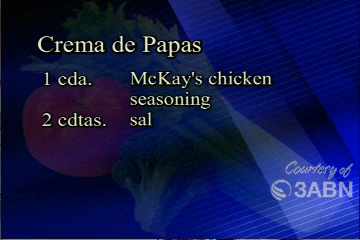 Crema de Papas
1 cda. McKay's chicken
seasoning
2 cdtas. sal
Courtesy of
3ABN